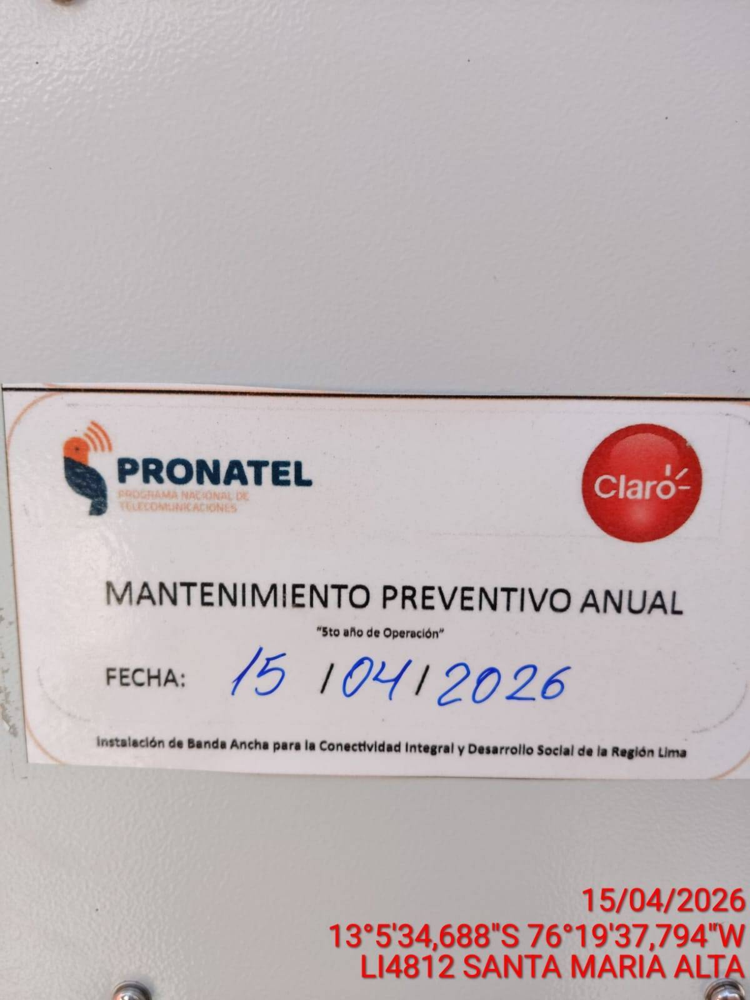 PRONATEL
PROGRAMA NACIONAL DE
TELECOMUNICACIONES
Claro
MANTENIMIENTO PREVENTIVO ANUAL
"5to año de Operación"
FECHA: 15 / 04 / 2026
Instalación de Banda Ancha para la Conectividad Integral y Desarrollo Social de la Región Lima
15/04/2026
13°5'34,688"S 76°19'37,794"W
LI4812 SANTA MARIA ALTA